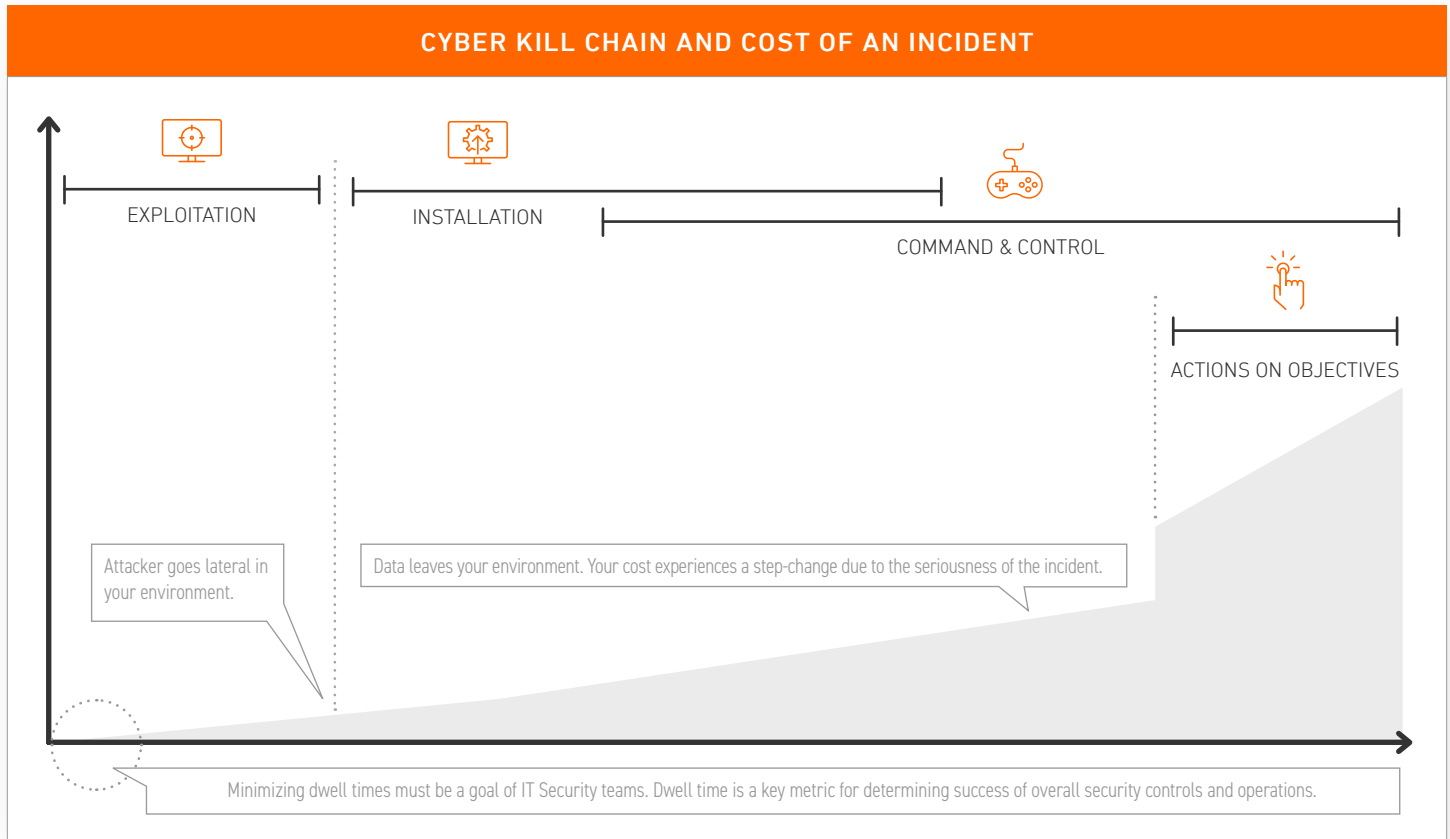 CYBER KILL CHAIN AND COST OF AN INCIDENT
EXPLOITATION
INSTALLATION
COMMAND & CONTROL
ACTIONS ON OBJECTIVES
Attacker goes lateral in
your environment.
Data leaves your environment. Your cost experiences a step-change due to the seriousness of the incident.
Minimizing dwell times must be a goal of IT Security teams. Dwell time is a key metric for determining success of overall security controls and operations.